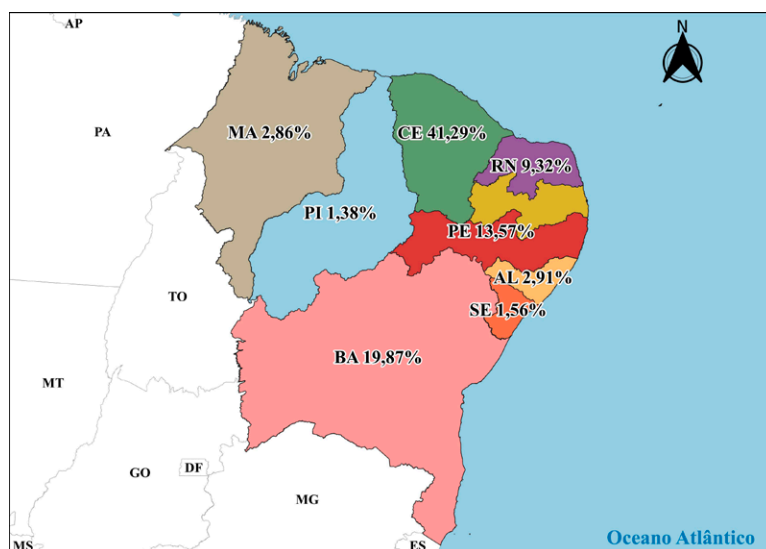 AP
N
PA
MA 2,86%
CE 41,29%
RN 9,32%
PI 1,38%
PE 13,57%
TO
AL 2,91%
SE 1,56%
BA 19,87%
MT
GO
DF
MG
MS
ES
Oceano Atlântico